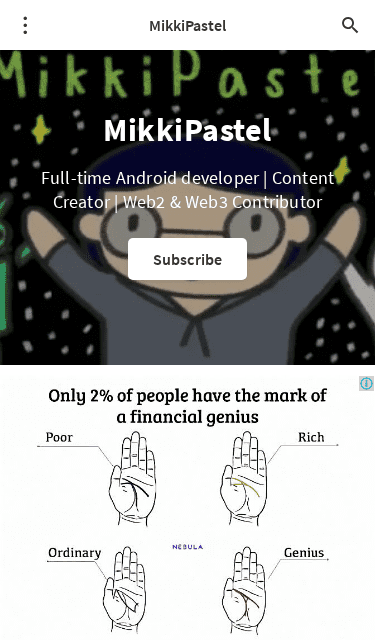 MikkiPastel
MikkiPaste
MikkiPastel
Full-time Android developer | Content
Creator | Web2 & Web3 Contributor
Subscribe
Only 2% of people have the mark of
a financial genius
Poor
Rich
Ordinary
NEBULA
Genius